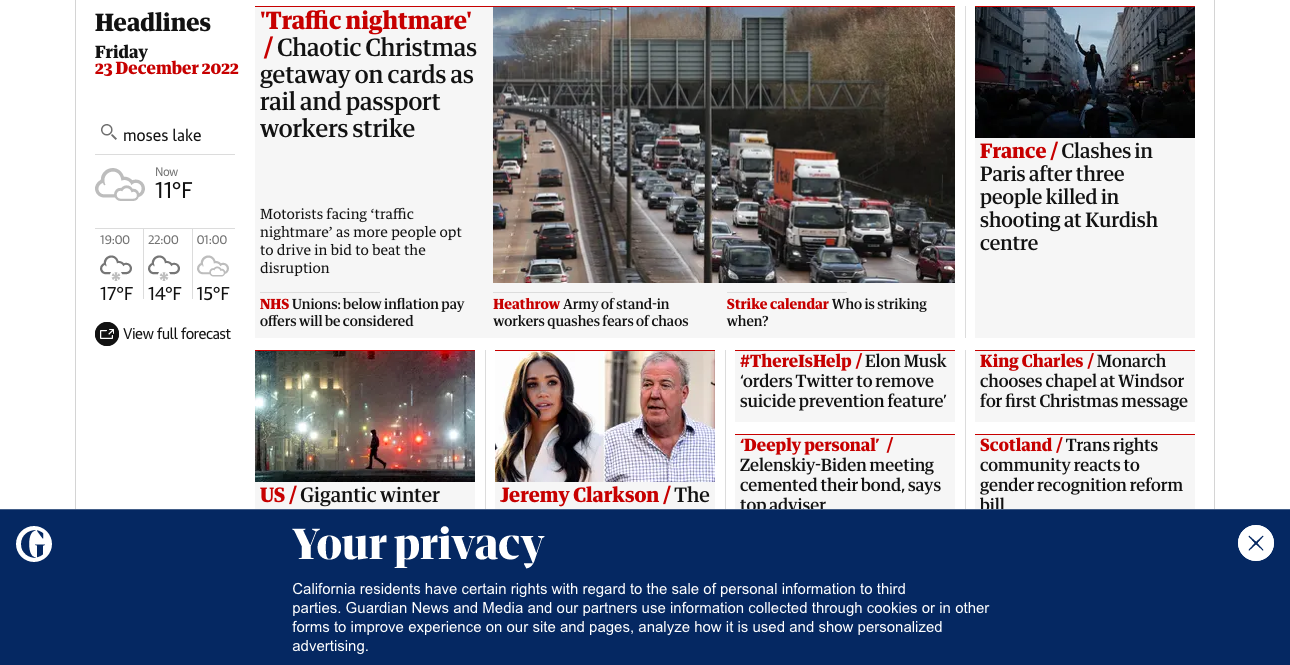 Headlines
Friday
23 December 2022
moses lake
Now
11°F
19:00
22:00
01:00
17°F
14°F
15°F
View full forecast
'Traffic nightmare'
/ Chaotic Christmas
getaway on cards as
rail and passport
workers strike
Motorists facing ‘traffic
nightmare’ as more people opt
to drive in bid to beat the
disruption
NHS Unions: below inflation pay
offers will be considered
Heathrow Army of stand-in
workers quashes fears of chaos
Strike calendar Who is striking
when?
France / Clashes in
Paris after three
people killed in
shooting at Kurdish
centre
US / Gigantic winter
Jeremy Clarkson / The
#ThereIsHelp / Elon Musk
‘orders Twitter to remove
suicide prevention feature’
‘Deeply personal’ /
Zelenskiy-Biden meeting
cemented their bond, says
top adviser
King Charles / Monarch
chooses chapel at Windsor
for first Christmas message
Scotland / Trans rights
community reacts to
gender recognition reform
bill
Your privacy
California residents have certain rights with regard to the sale of personal information to third
parties. Guardian News and Media and our partners use information collected through cookies or in other
forms to improve experience on our site and pages, analyze how it is used and show personalized
advertising.